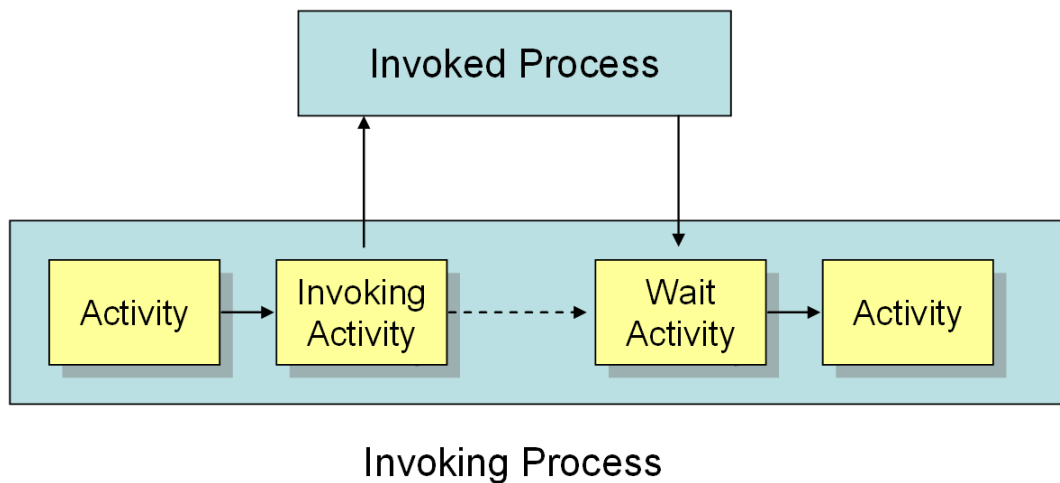 Invoked Process
Activity
Invoking
Activity
Wait
Activity
Activity
Invoking Process